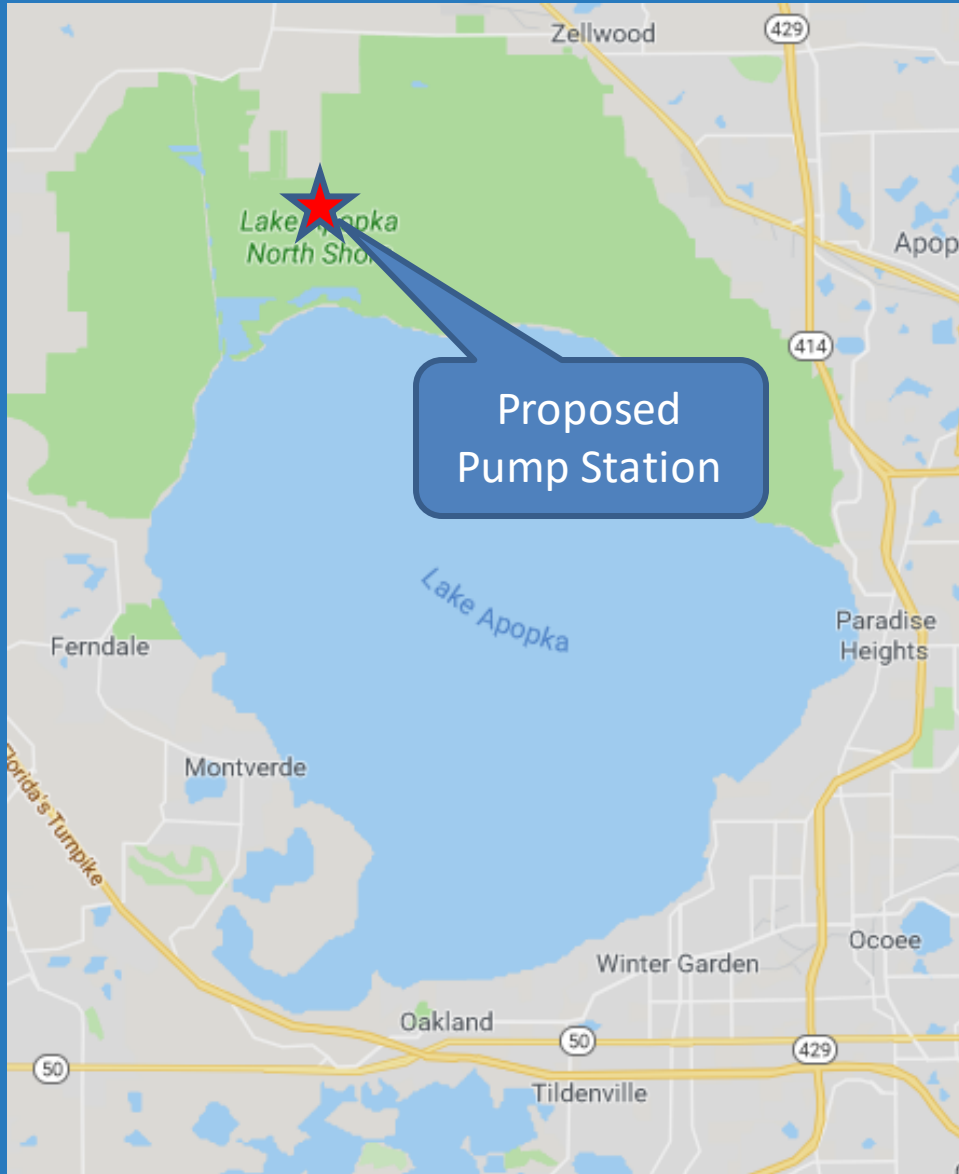 Zellwood
429
Lake Apopka
North Shor
Apop
414
Proposed
Pump Station
Lake Apopka
Paradise
Heights
Ferndale
Montverde
Florida's Turnpike
Ocoee
Winter Garden
Oakland
50
429
50
Tildenville